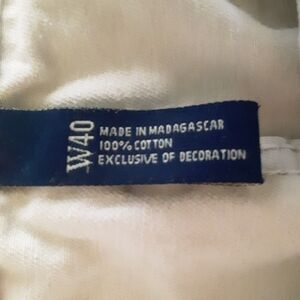 W40
MADE IN MADAGASCAR
100% COTTON
EXCLUSIVE OF DECORATION